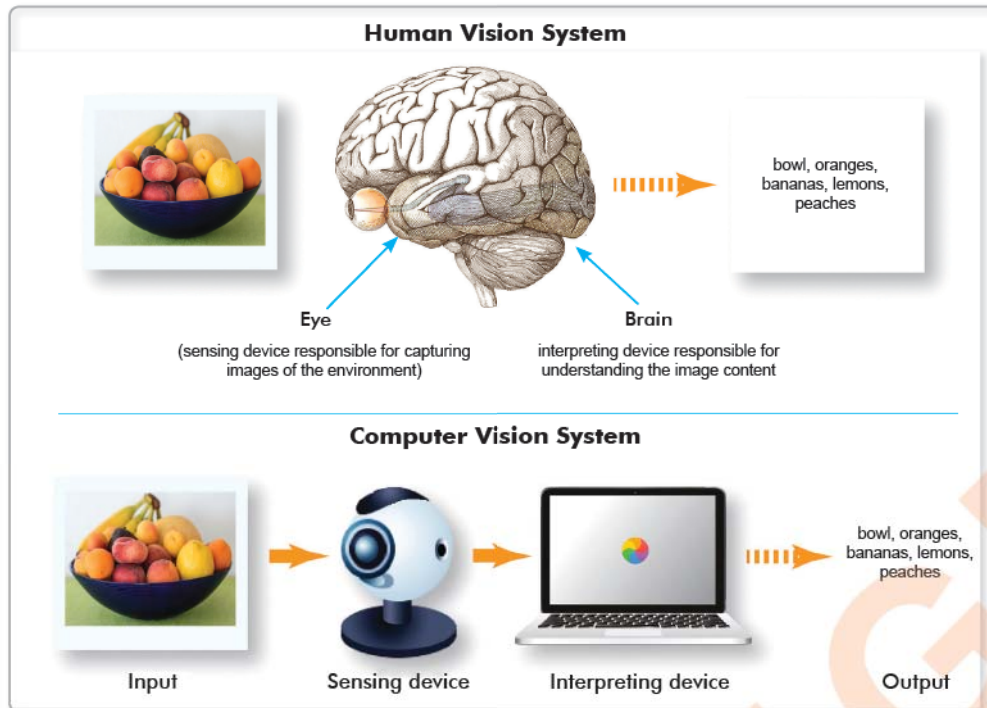 Human Vision System
bowl, oranges,
bananas, lemons,
peaches
Eye
(sensing device responsible for capturing
images of the environment)
Brain
interpreting device responsible for
understanding the image content
Computer Vision System
bowl, oranges,
bananas, lemons,
peaches
Input
Sensing device
Interpreting device
Output